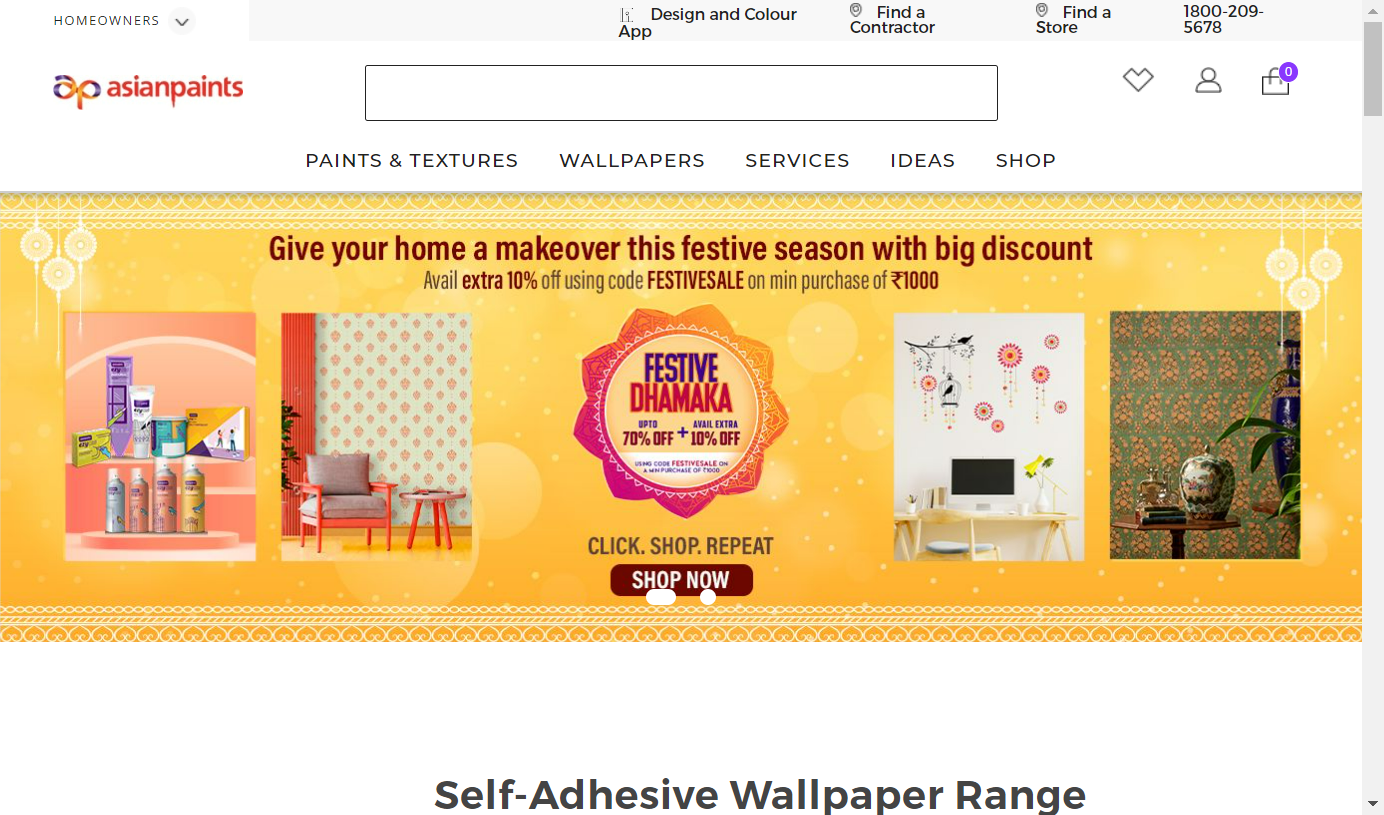 HOMEOWNERS
Design and Colour App
Find a Contractor
Find a Store
1800-209-5678
asianpaints
0
PAINTS & TEXTURES
WALLPAPERS
SERVICES
IDEAS
SHOP
Give your home a makeover this festive season with big discount
Avail extra 10% off using code FESTIVESALE on min purchase of ₹1000
FESTIVE
DHAMAKA
UPTO
70% OFF
+
AVAIL EXTRA
10% OFF
USING CODE FESTIVESALE ON
A MIN PURCHASE OF ₹1000
CLICK. SHOP. REPEAT
SHOP NOW
Self-Adhesive Wallpaper Range